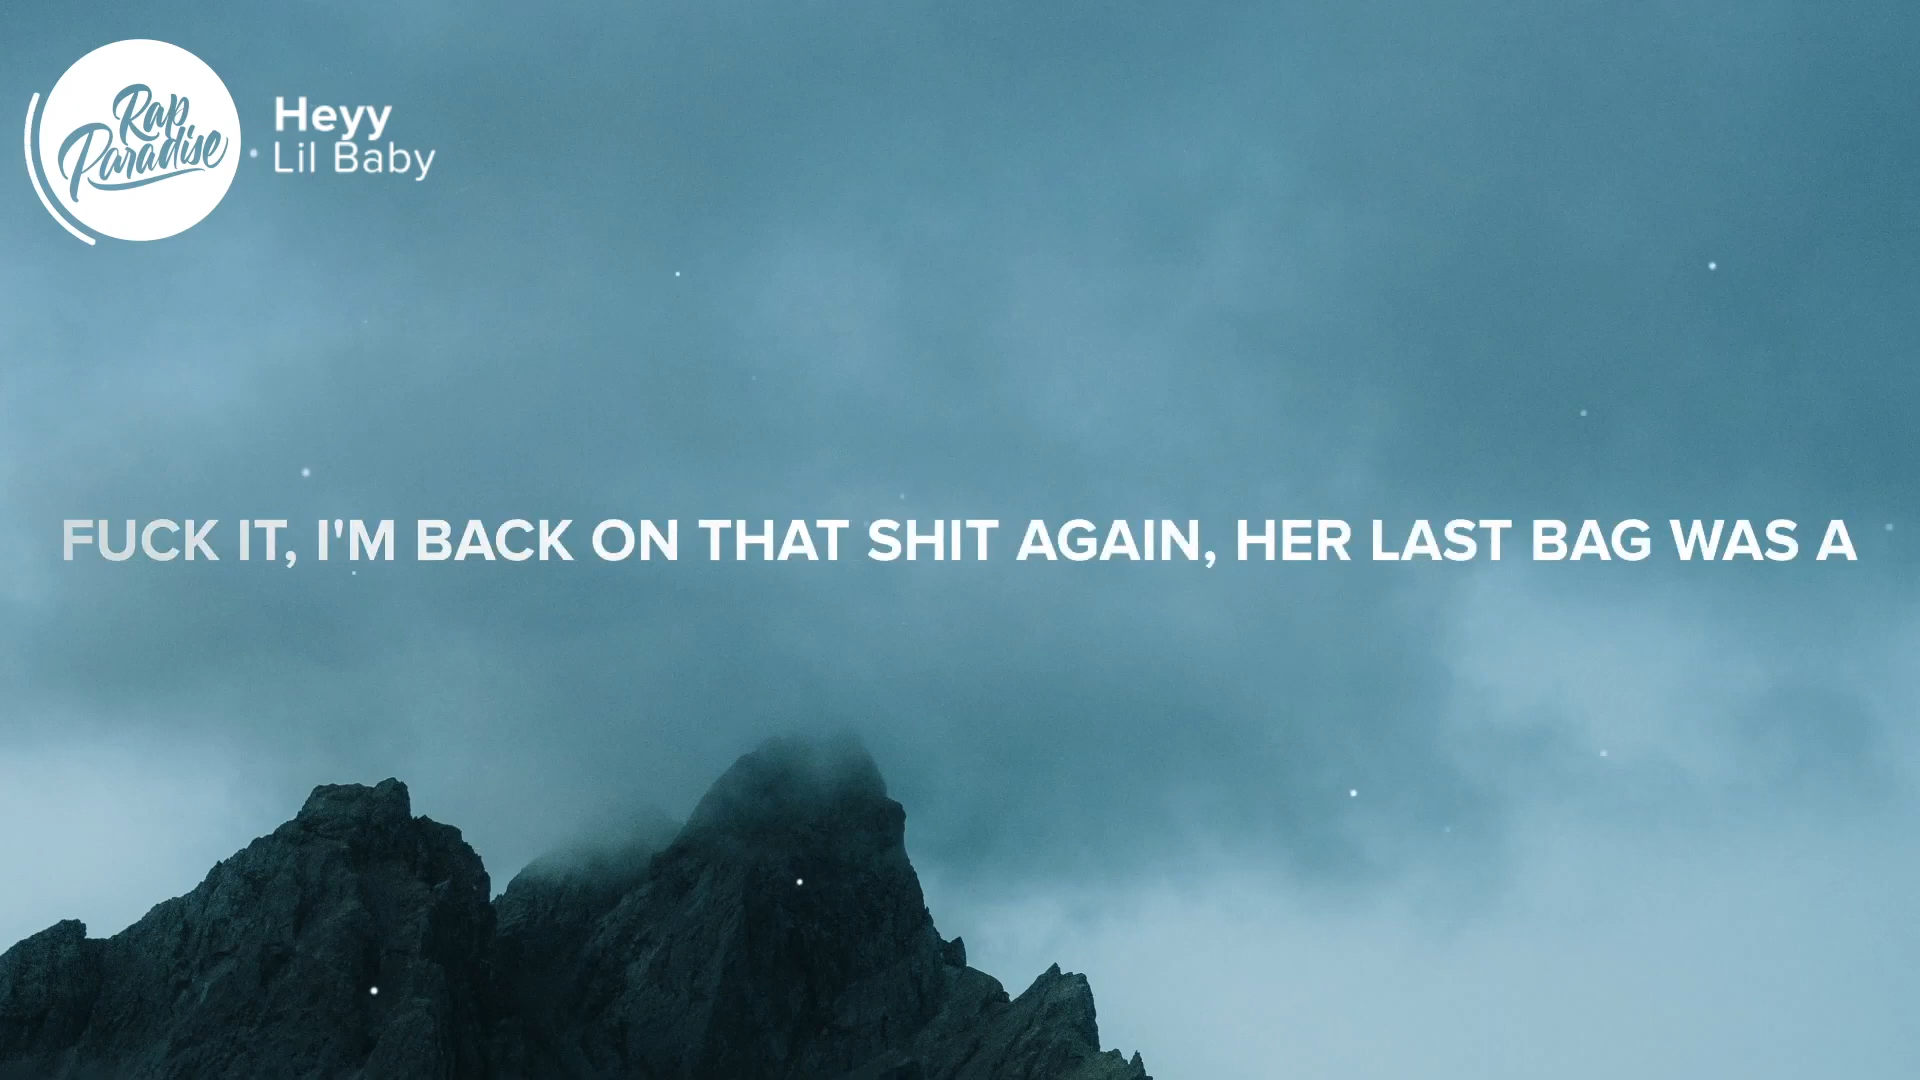 Rap
Paradise
Heyy
Lil Baby
FUCK IT, I'M BACK ON THAT SHIT AGAIN, HER LAST BAG WAS A